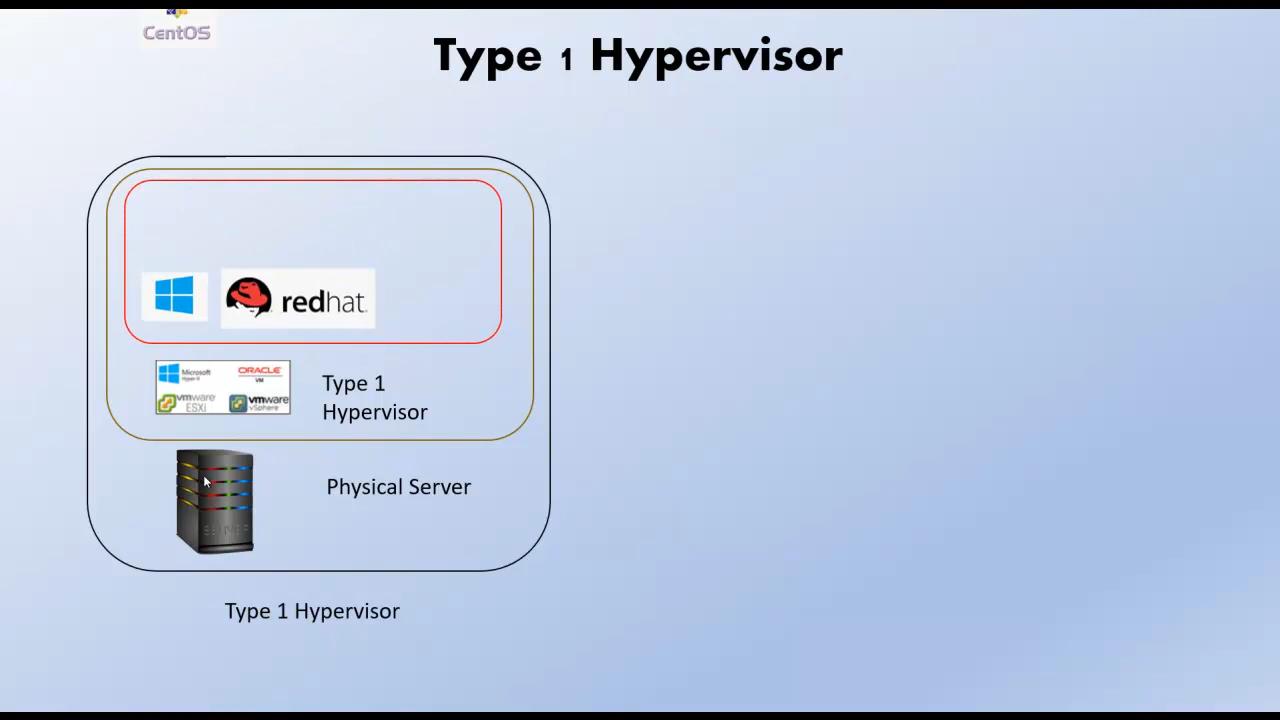 CentOS
Type 1 Hypervisor
redhat.
Microsoft
Hyper-V
ORACLE
VM
vmware
ESXi
vmware
vSphere
Type 1
Hypervisor
Physical Server
Type 1 Hypervisor